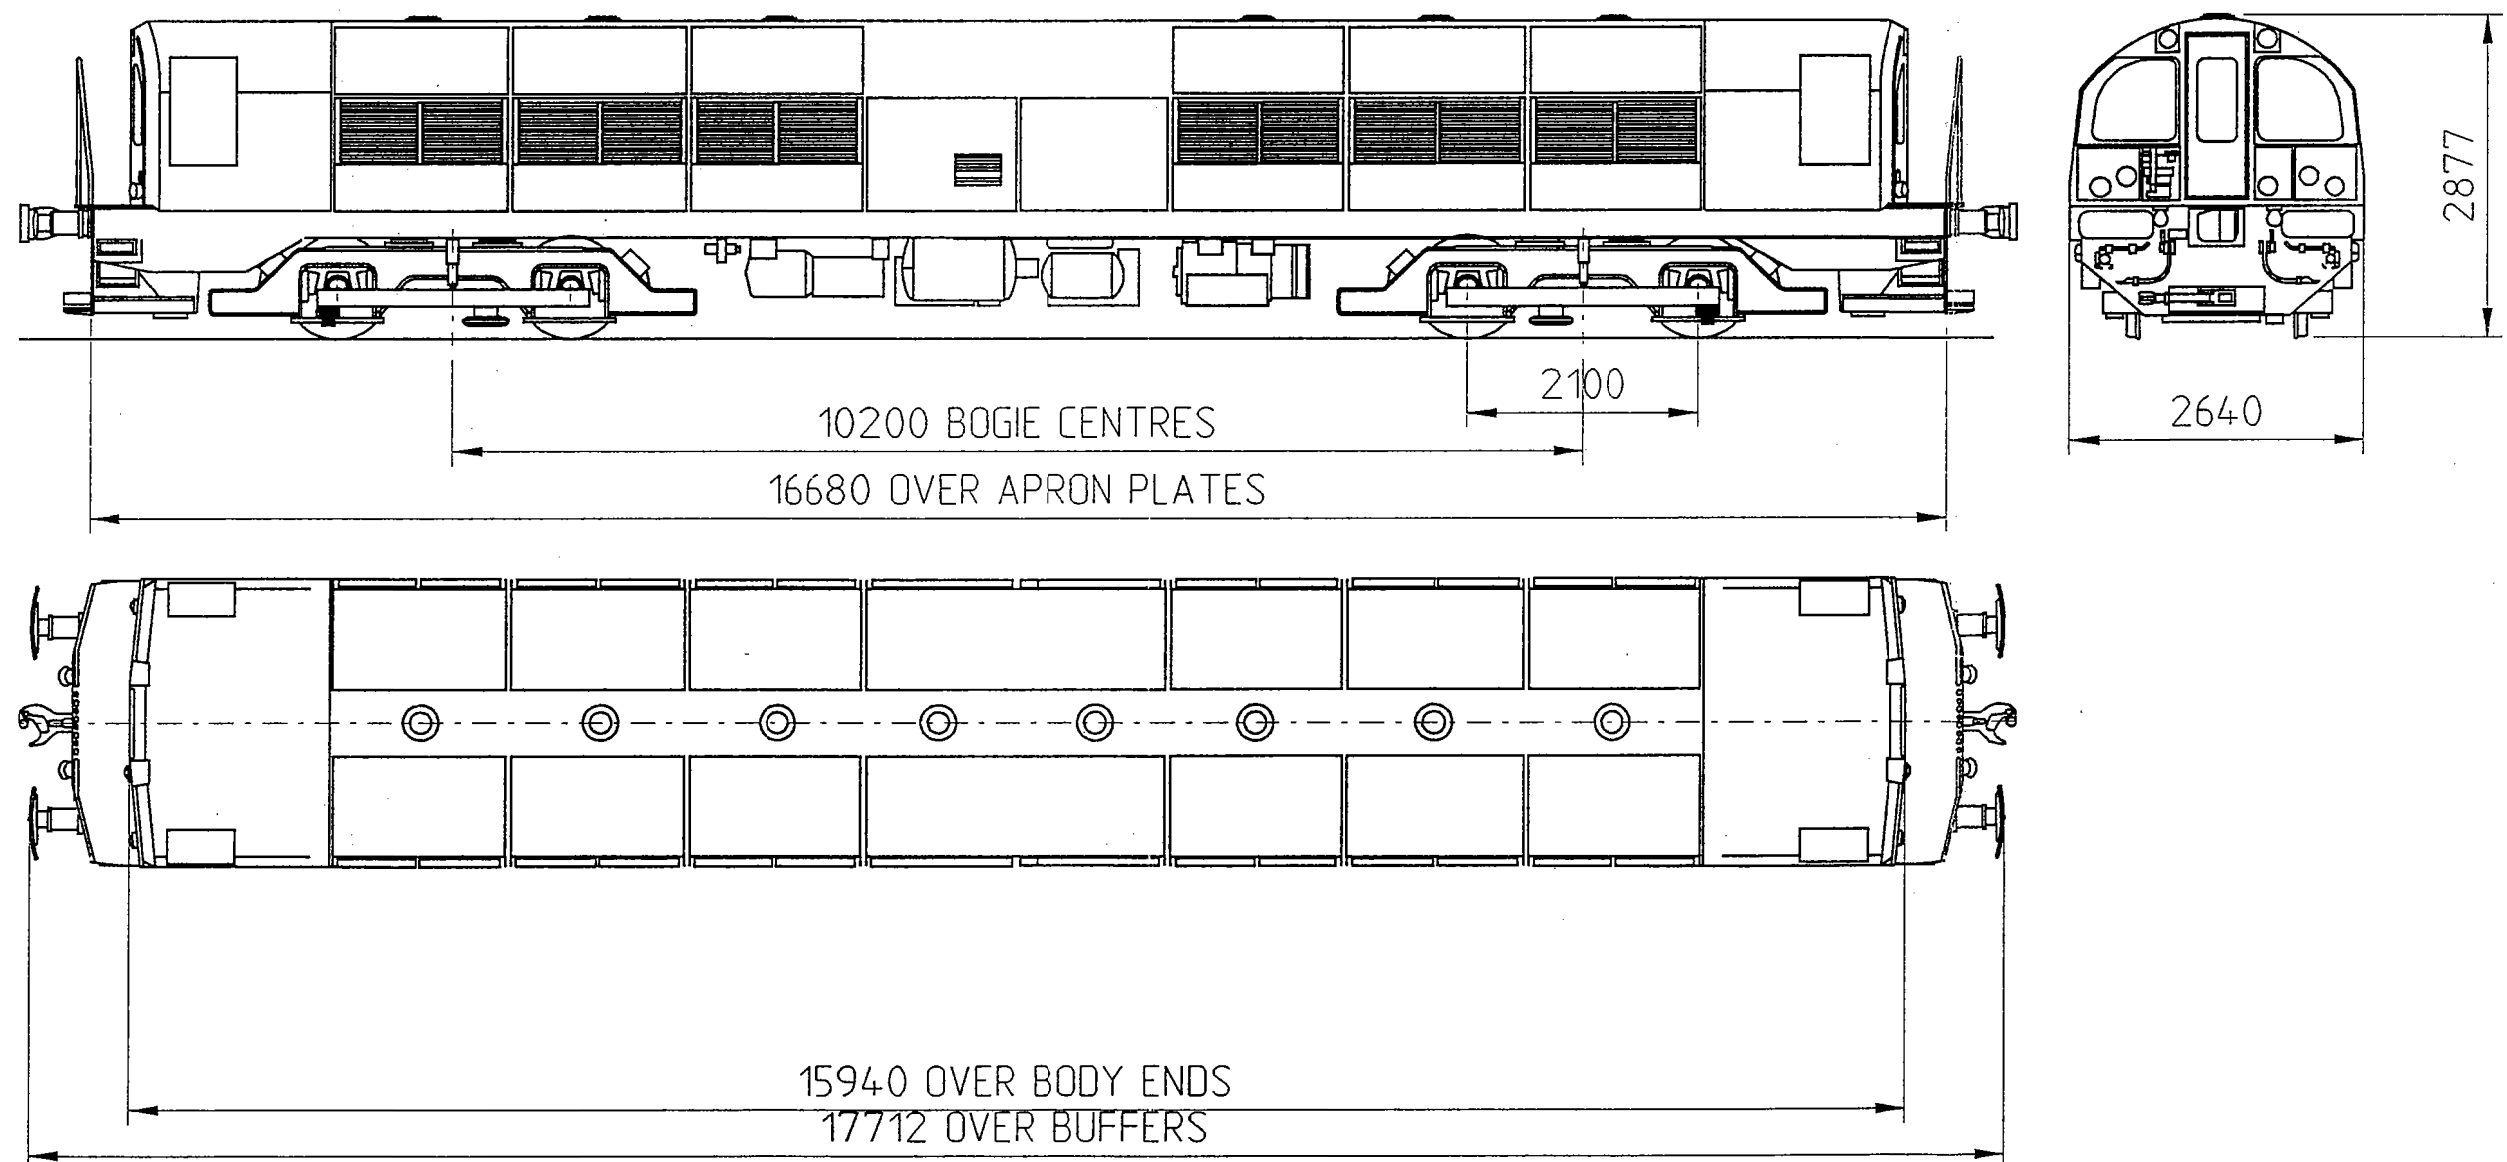 2877
2100
2640
10200 BOGIE CENTRES
16680 OVER APRON PLATES
15940 OVER BODY ENDS
17712 OVER BUFFERS